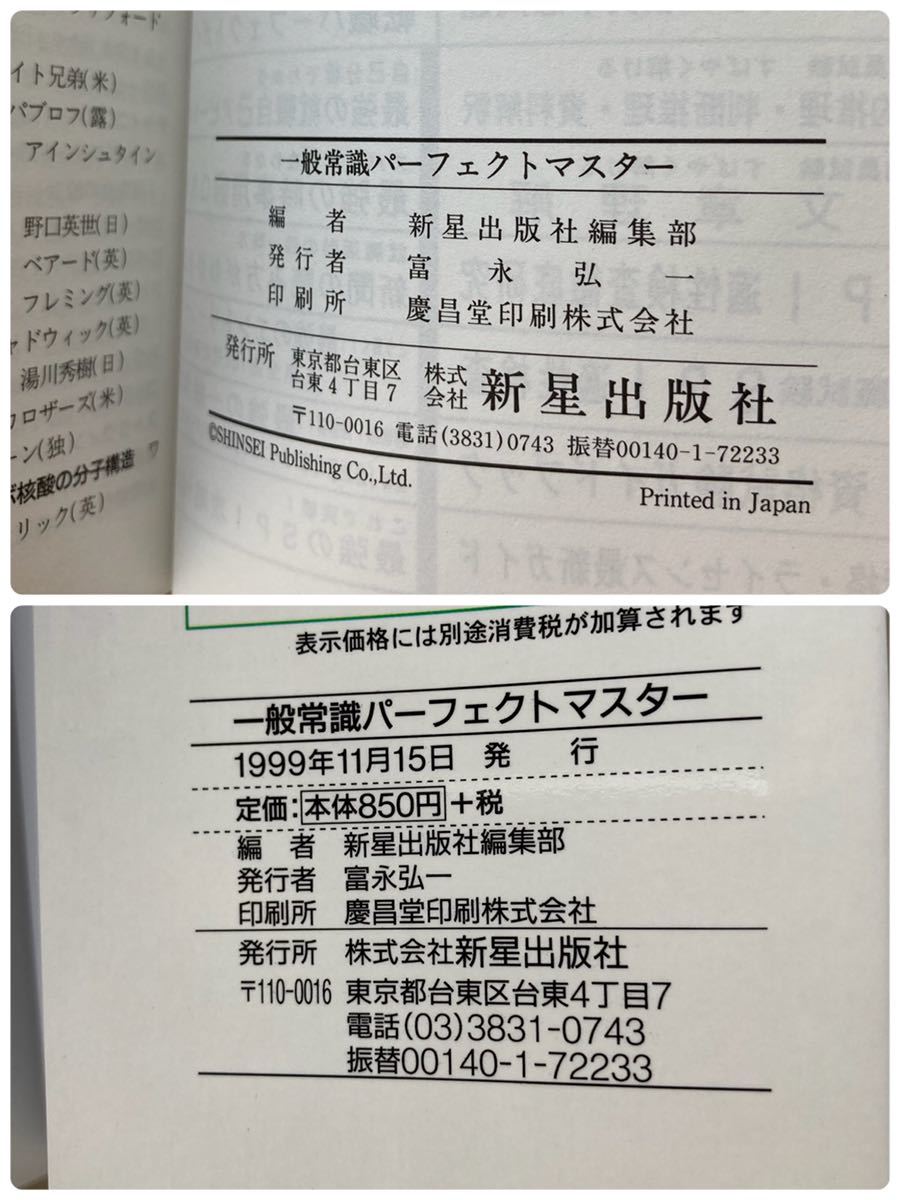 フォード
イト兄弟(米)
パブロフ(露)
アインシュタイン
野口英世(日)
ベアード(英)
フレミング(英)
ャドウィック(英)
湯川秀樹(日)
ロザーズ(米)
ーン(独)
核酸の分子構造
リック(英)
一般常識パーフェクトマスター
編者 新星出版社編集部
発行者 富永弘一
印刷所 慶昌堂印刷株式会社
発行所 東京都台東区台東4丁目7 株式会社 新星出版社
〒110-0016 電話(3831)0743 振替00140-1-72233
©SHINSEI Publishing Co.,Ltd.
Printed in Japan
表示価格には別途消費税が加算されます
一般常識パーフェクトマスター
1999年11月15日 発行
定価:本体850円+税
編者 新星出版社編集部
発行者 富永弘一
印刷所 慶昌堂印刷株式会社
発行所 株式会社新星出版社
〒110-0016 東京都台東区台東4丁目7
電話(03)3831-0743
振替00140-1-72233